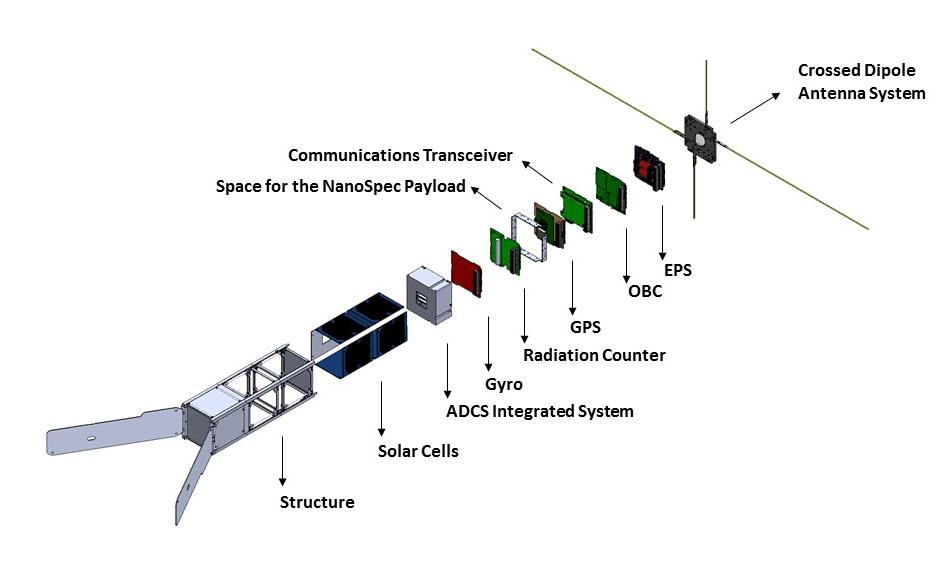 Crossed Dipole
Antenna System
Communications Transceiver
Space for the NanoSpec Payload
EPS
OBC
GPS
Radiation Counter
Gyro
ADCS Integrated System
Solar Cells
Structure